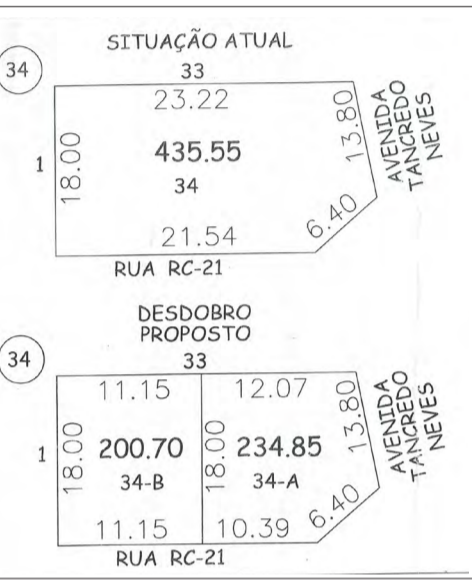 SITUAÇÃO ATUAL
34
33
23.22
13.80
AVENIDA
TANCREDO
NEVES
1
18.00
435.55
34
6.40
21.54
RUA RC-21
DESDOBRO
PROPOSTO
34
33
11.15
12.07
13.80
AVENIDA
TANCREDO
NEVES
1
18.00
200.70
18.00
234.85
34-B
34-A
6.40
11.15
10.39
RUA RC-21